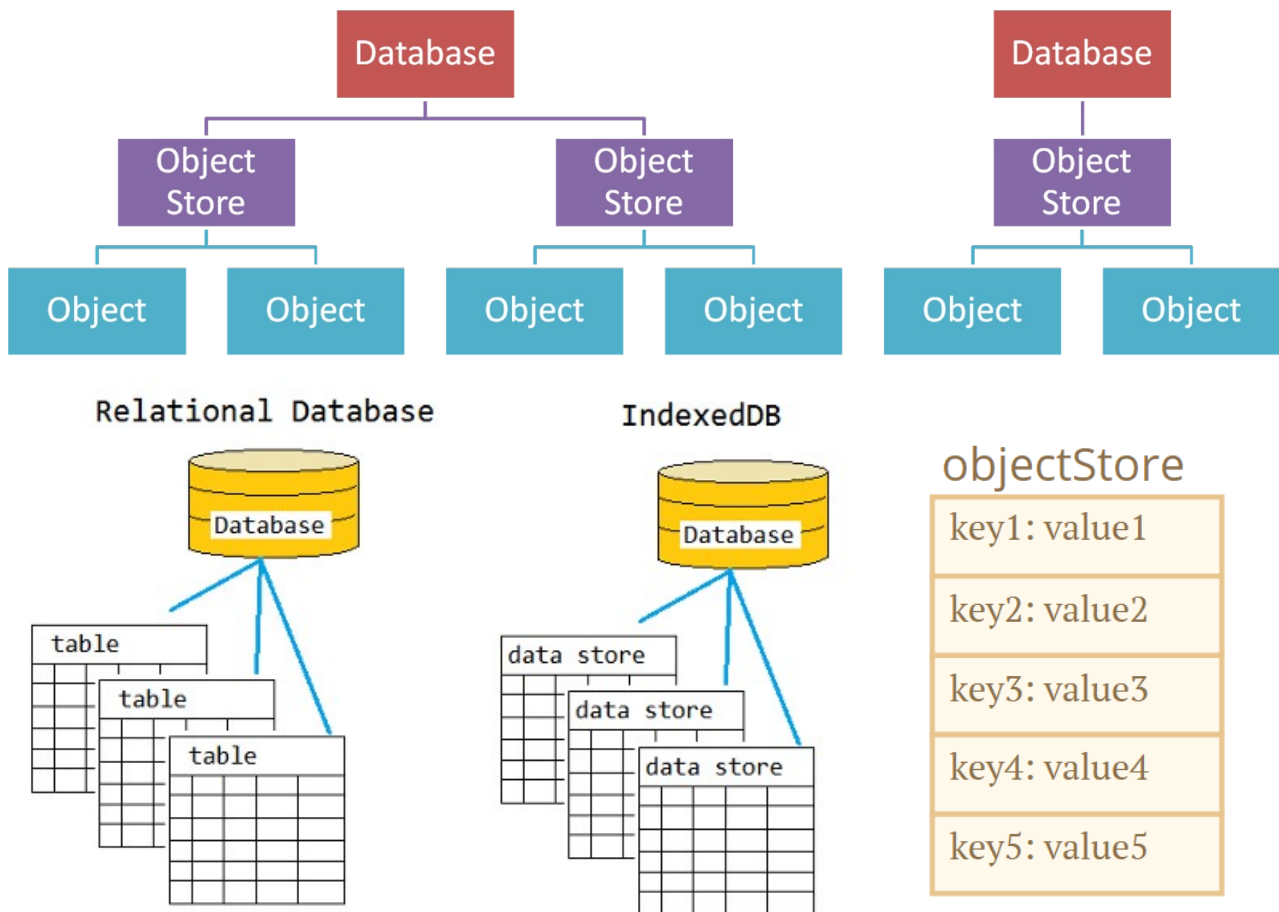 Database
Database
Object
Store
Object
Store
Object
Store
Object
Object
Object
Object
Object
Object
Relational Database
Database
table
table
table
IndexedDB
Database
data store
data store
data store
objectStore
key1: value1
key2: value2
key3: value3
key4: value4
key5: value5